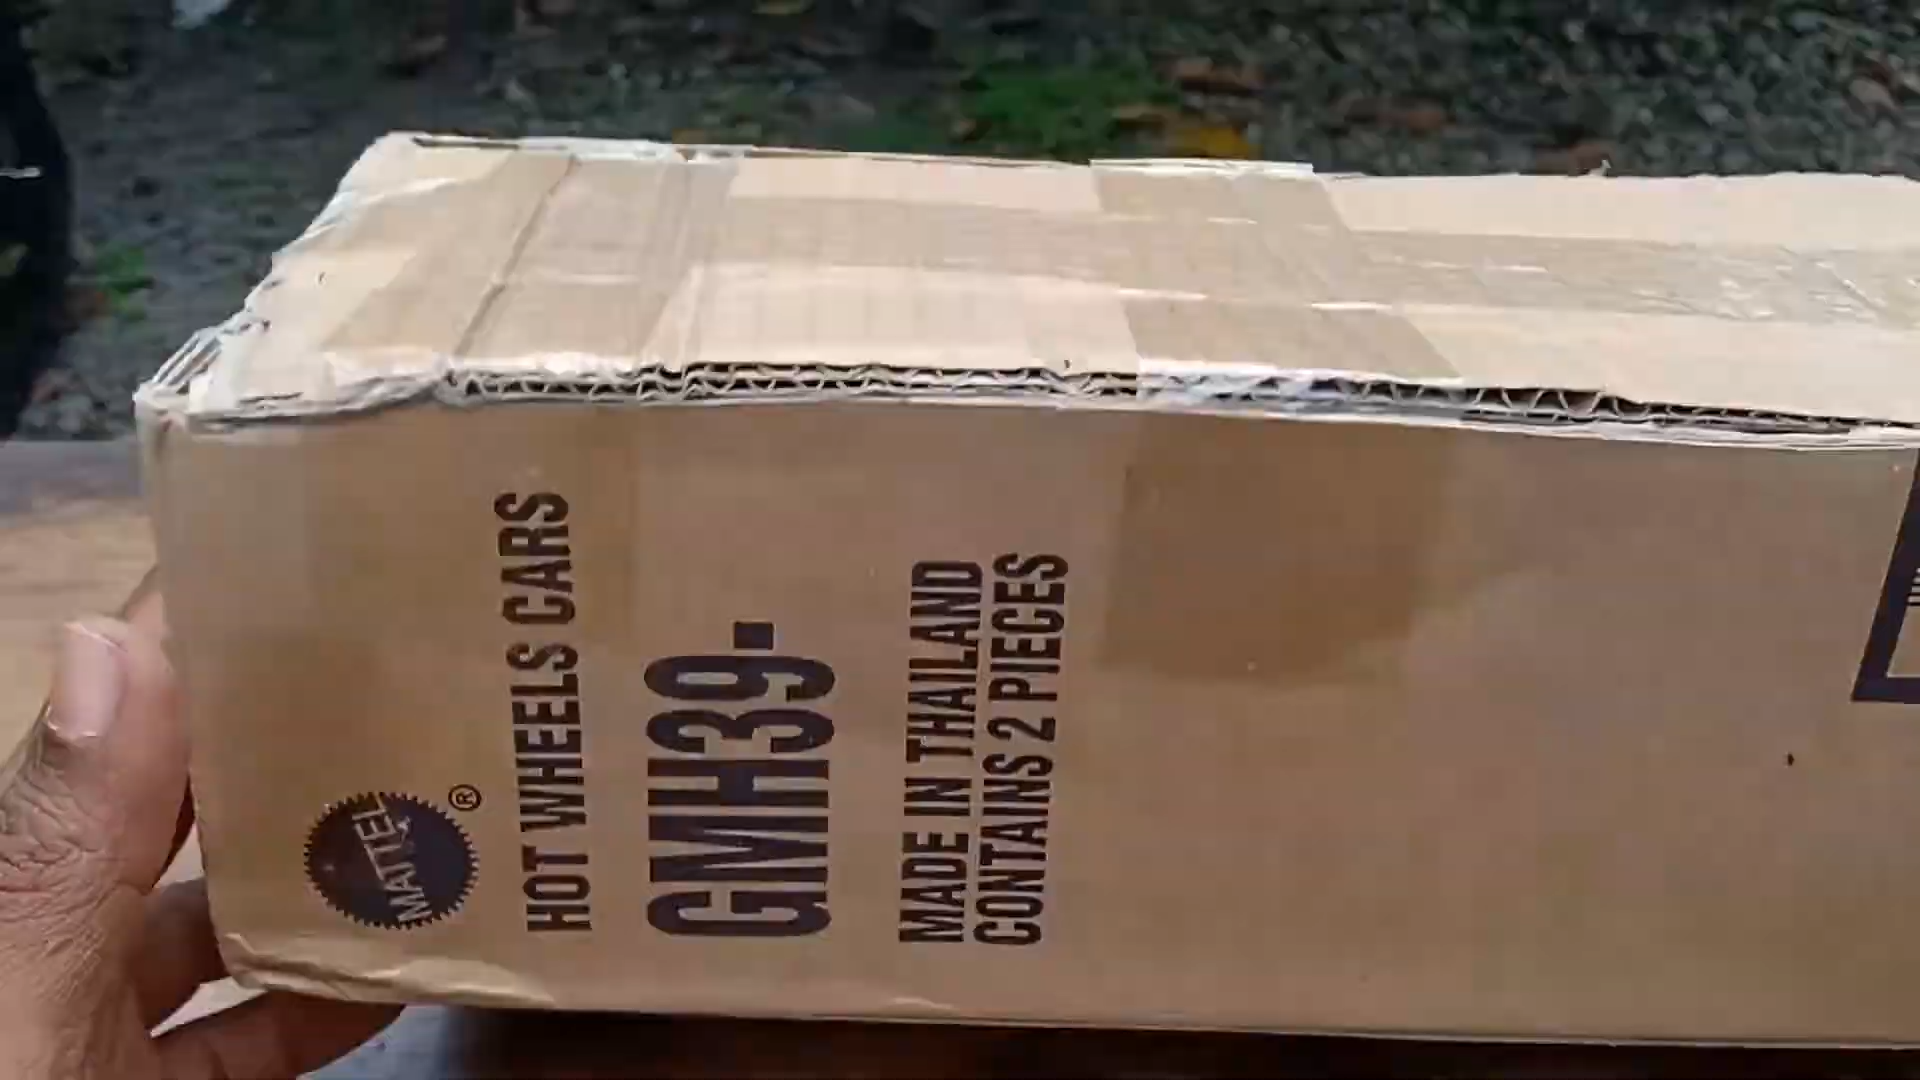 MATTEL
®
HOT WHEELS CARS
GMH39-
MADE IN THAILAND
CONTAINS 2 PIECES